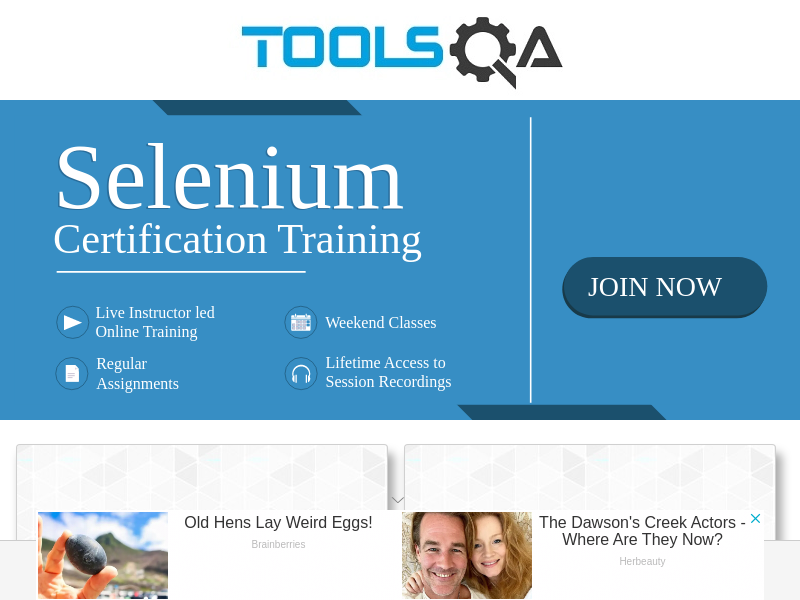 TOOLSQA
Selenium
Certification Training
JOIN NOW
Live Instructor led
Online Training
Weekend Classes
Regular
Assignments
Lifetime Access to
Session Recordings
Old Hens Lay Weird Eggs!
Brainberries
The Dawson's Creek Actors -
Where Are They Now?
Herbeauty